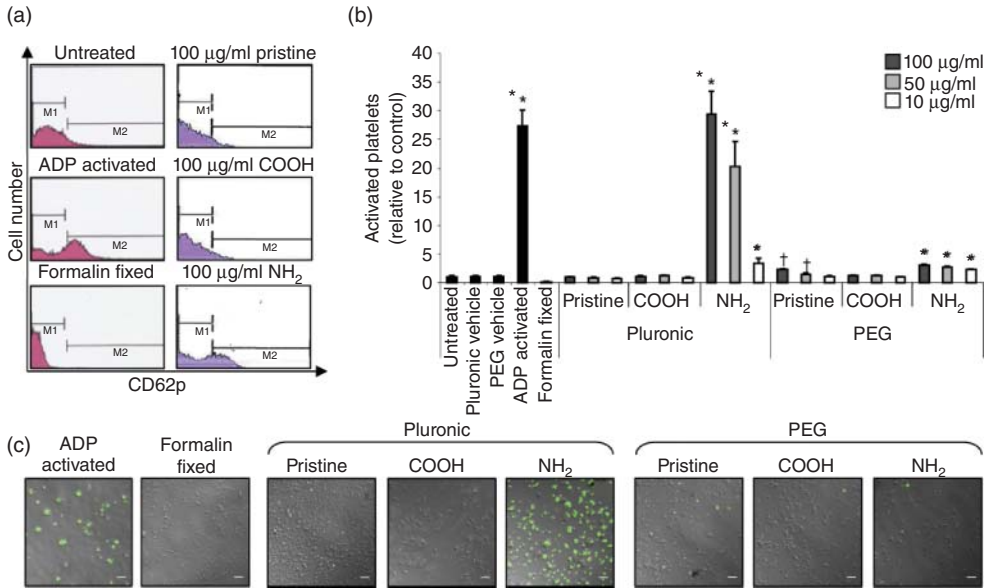 (a)
Untreated
100 μg/ml pristine
M1
M2
M1
M2
ADP activated
100 μg/ml COOH
M1
M2
M1
M2
Formalin fixed
100 μg/ml NH2
M1
M2
M1
M2
Cell number
CD62p
(b)
Activated platelets
(relative to control)
40
35
30
25
20
15
10
5
0
100 μg/ml
50 μg/ml
10 μg/ml
* *
* *
* *
*
† †
* * *
Untreated
Pluronic vehicle
PEG vehicle
ADP activated
Formalin fixed
Pristine COOH NH2 Pristine COOH NH2
Pluronic PEG
(c)
Pluronic PEG
ADP activated
Formalin fixed
Pristine COOH NH2 Pristine COOH NH2